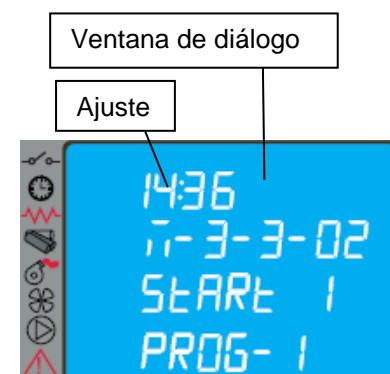 Ventana de diálogo
Ajuste
14:36
n-3-3-02
StARt 1
PROG-1